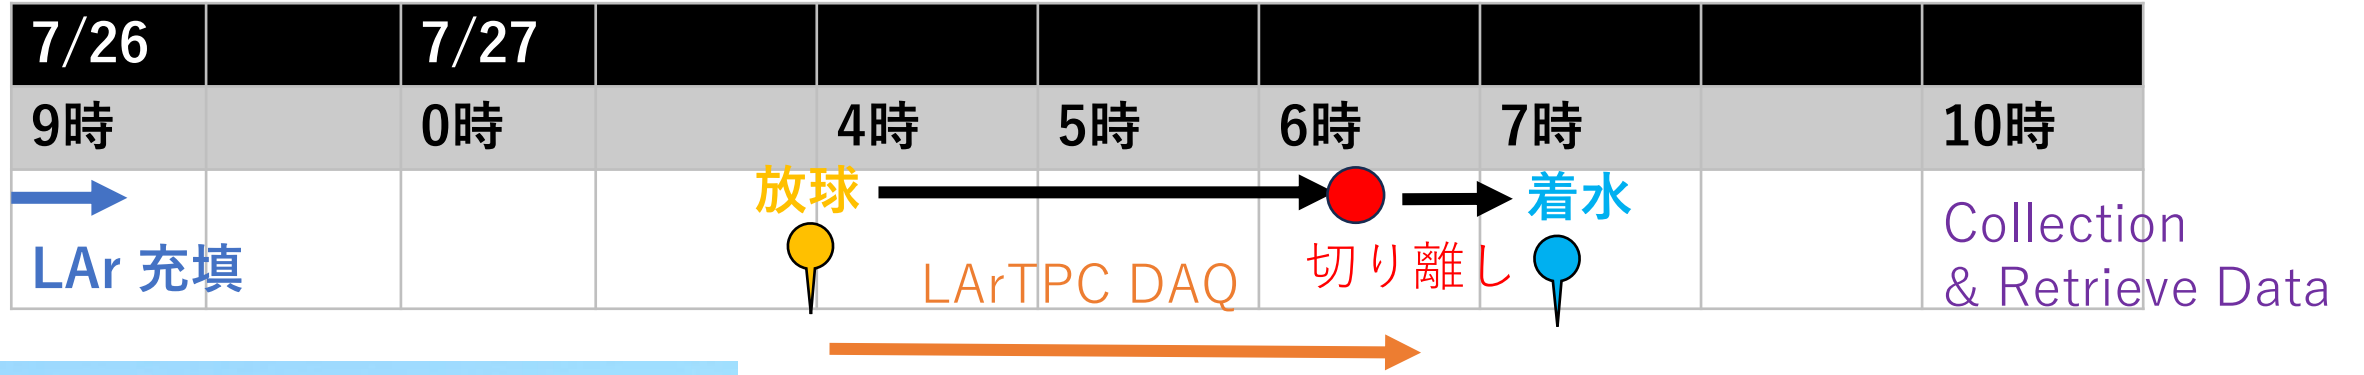 7/26 7/27
9時 0時 4時 5時 6時 7時 10時
放球 着水
LAr 充填 LArTPC DAQ 切り離し Collection
& Retrieve Data